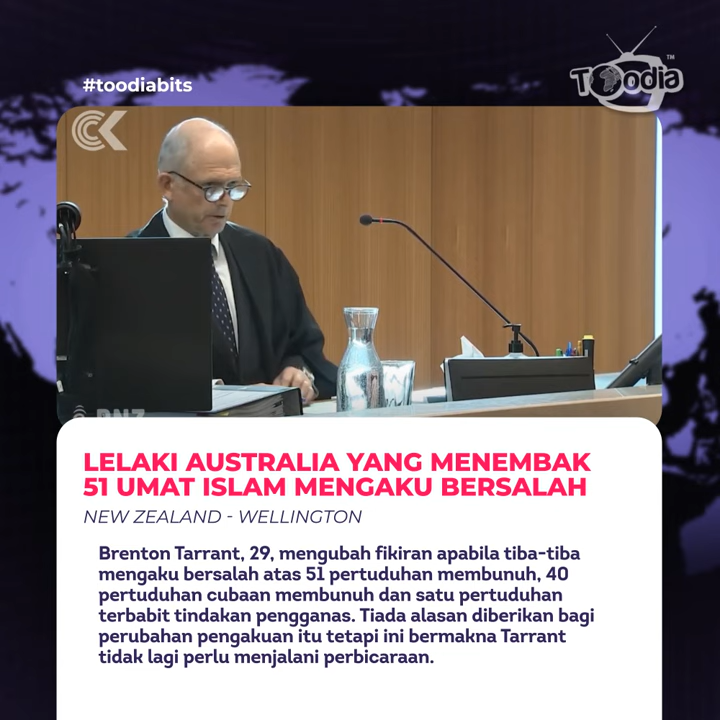 #toodiabits
Toodia™
RNZ
LELAKI AUSTRALIA YANG MENEMBAK
51 UMAT ISLAM MENGAKU BERSALAH
NEW ZEALAND - WELLINGTON
Brenton Tarrant, 29, mengubah fikiran apabila tiba-tiba
mengaku bersalah atas 51 pertuduhan membunuh, 40
pertuduhan cubaan membunuh dan satu pertuduhan
terbabit tindakan pengganas. Tiada alasan diberikan bagi
perubahan pengakuan itu tetapi ini bermakna Tarrant
tidak lagi perlu menjalani perbicaraan.